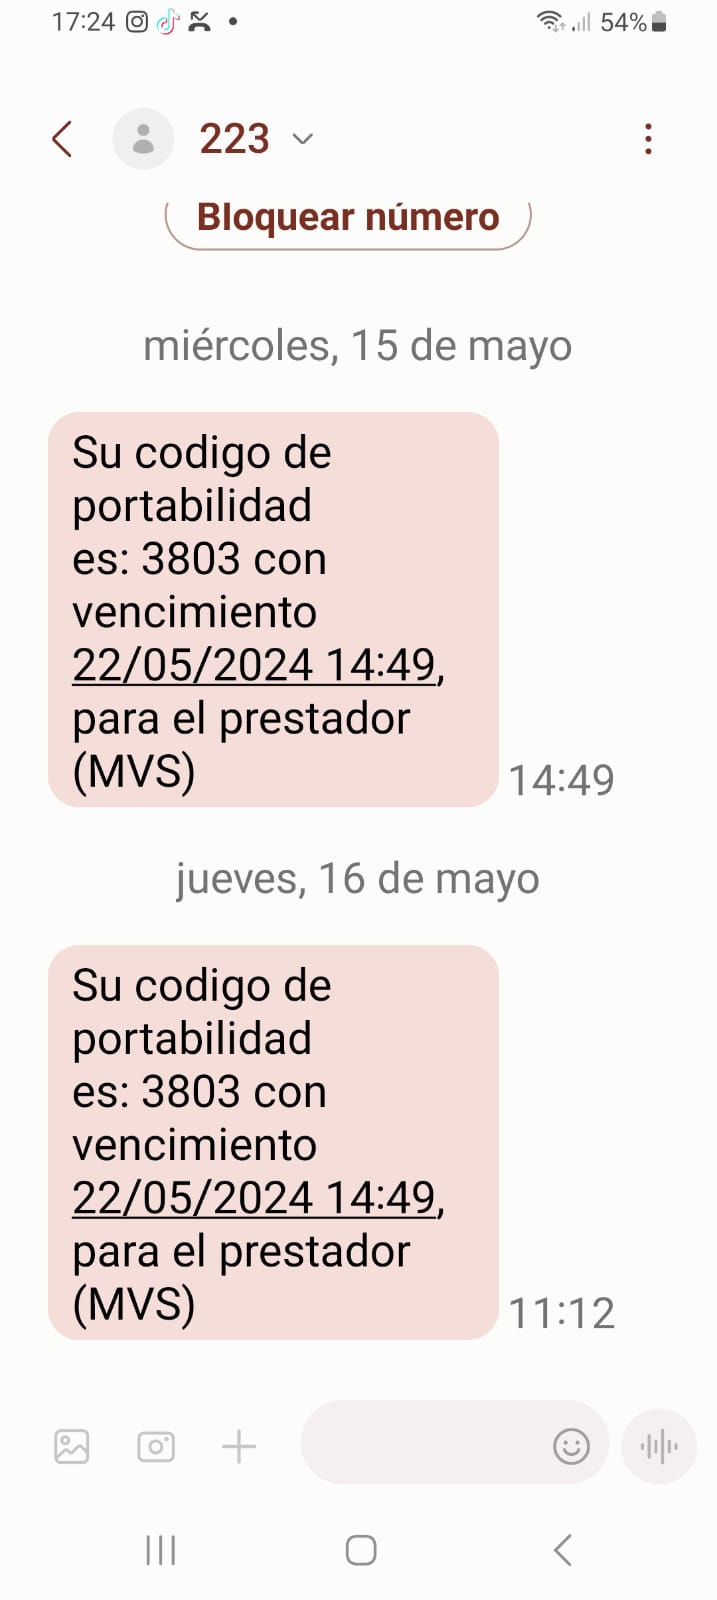 17:24 54%
223
Bloquear número
miércoles, 15 de mayo
Su codigo de
portabilidad
es: 3803 con
vencimiento
22/05/2024 14:49,
para el prestador
(MVS)
14:49
jueves, 16 de mayo
Su codigo de
portabilidad
es: 3803 con
vencimiento
22/05/2024 14:49,
para el prestador
(MVS)
11:12